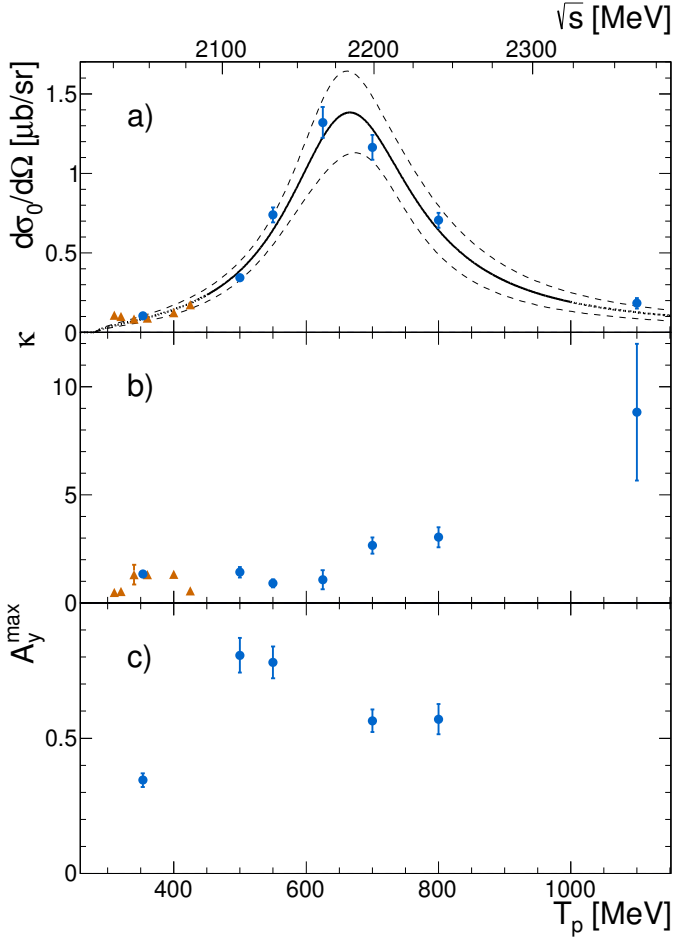 √s [MeV]
2100 2200 2300
dσ₀/dΩ [μb/sr]
a)
1.5
1
0.5
0
κ
b)
10
5
0
A_y^max
c)
0.5
0
400 600 800 1000
T_p [MeV]